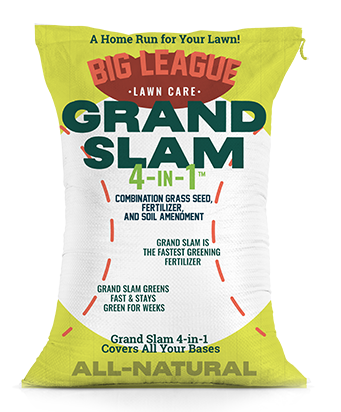 A Home Run for Your Lawn!
BIG LEAGUE
• LAWN CARE •
GRAND
SLAM
4-IN-1™
COMBINATION GRASS SEED,
FERTILIZER,
AND SOIL AMENDMENT
GRAND SLAM IS
THE FASTEST GREENING
FERTILIZER
GRAND SLAM GREENS
FAST & STAYS
GREEN FOR WEEKS
Grand Slam 4-in-1
Covers All Your Bases
ALL-NATURAL